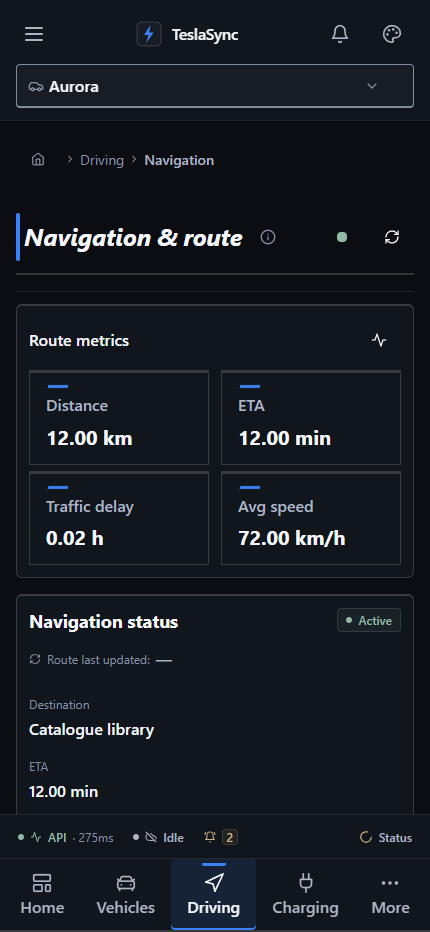 TeslaSync
Aurora
Driving
Navigation
Navigation & route
Route metrics
Distance
12.00 km
ETA
12.00 min
Traffic delay
0.02 h
Avg speed
72.00 km/h
Navigation status
Active
Route last updated: —
Destination
Catalogue library
ETA
12.00 min
API · 275ms
Idle
2
Status
Home
Vehicles
Driving
Charging
More